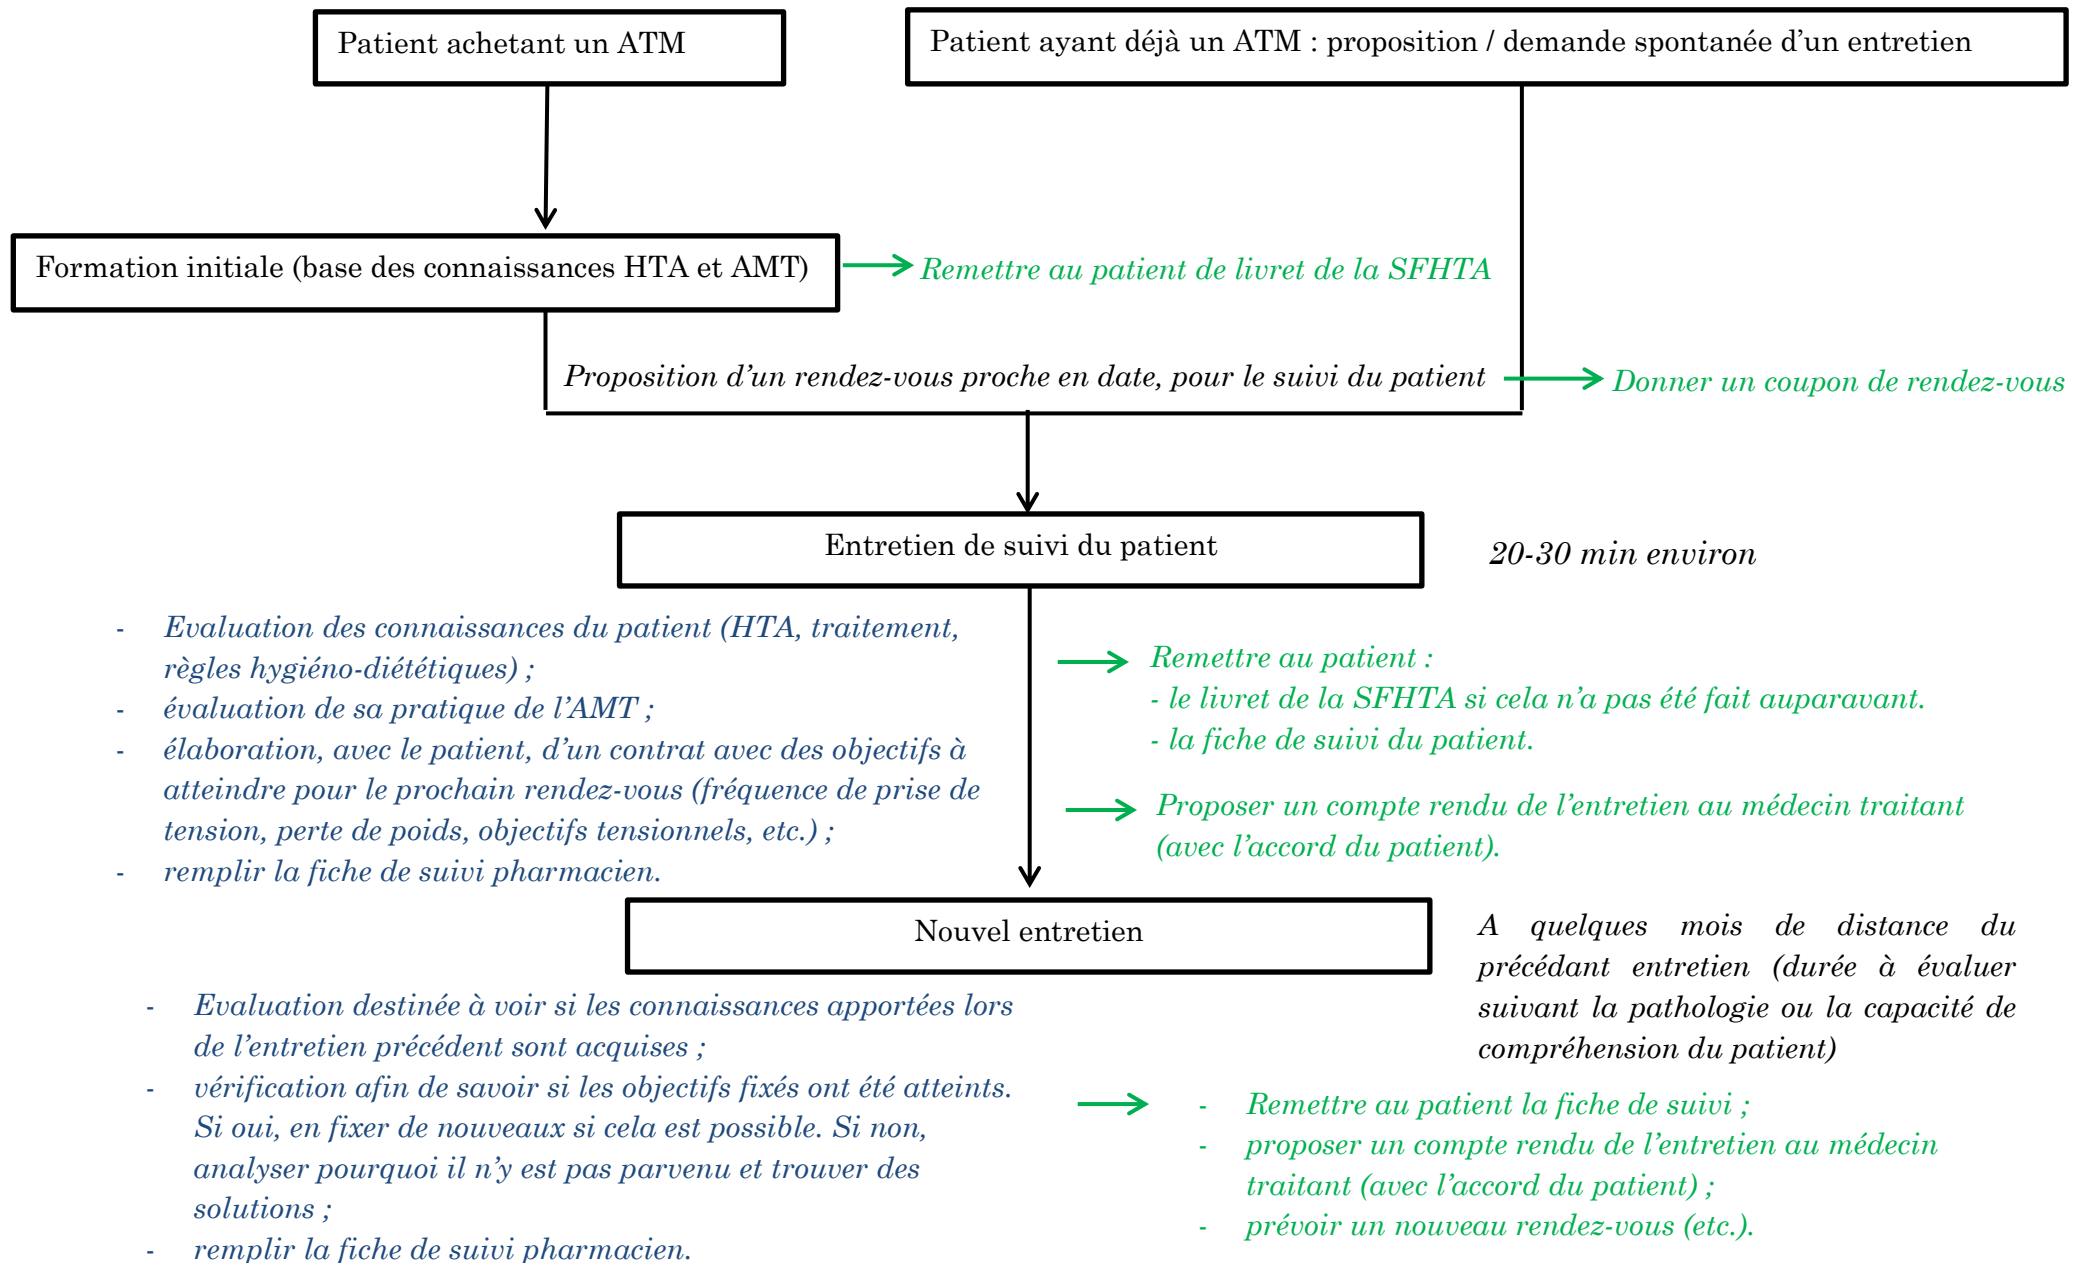 Patient achetant un ATM
Patient ayant déjà un ATM : proposition / demande spontanée d’un entretien
Formation initiale (base des connaissances HTA et AMT)
Remettre au patient de livret de la SFHTA
Proposition d’un rendez-vous proche en date, pour le suivi du patient
Donner un coupon de rendez-vous
Entretien de suivi du patient
20-30 min environ
- Evaluation des connaissances du patient (HTA, traitement,
règles hygiéno-diététiques) ;
- évaluation de sa pratique de l’AMT ;
- élaboration, avec le patient, d’un contrat avec des objectifs à
atteindre pour le prochain rendez-vous (fréquence de prise de
tension, perte de poids, objectifs tensionnels, etc.) ;
- remplir la fiche de suivi pharmacien.
Remettre au patient :
- le livret de la SFHTA si cela n’a pas été fait auparavant.
- la fiche de suivi du patient.
Proposer un compte rendu de l’entretien au médecin traitant
(avec l’accord du patient).
Nouvel entretien
A quelques mois de distance du
précédant entretien (durée à évaluer
suivant la pathologie ou la capacité de
compréhension du patient)
- Evaluation destinée à voir si les connaissances apportées lors
de l’entretien précédent sont acquises ;
- vérification afin de savoir si les objectifs fixés ont été atteints.
Si oui, en fixer de nouveaux si cela est possible. Si non,
analyser pourquoi il n’y est pas parvenu et trouver des
solutions ;
- remplir la fiche de suivi pharmacien.
- Remettre au patient la fiche de suivi ;
- proposer un compte rendu de l’entretien au médecin
traitant (avec l’accord du patient) ;
- prévoir un nouveau rendez-vous (etc.).